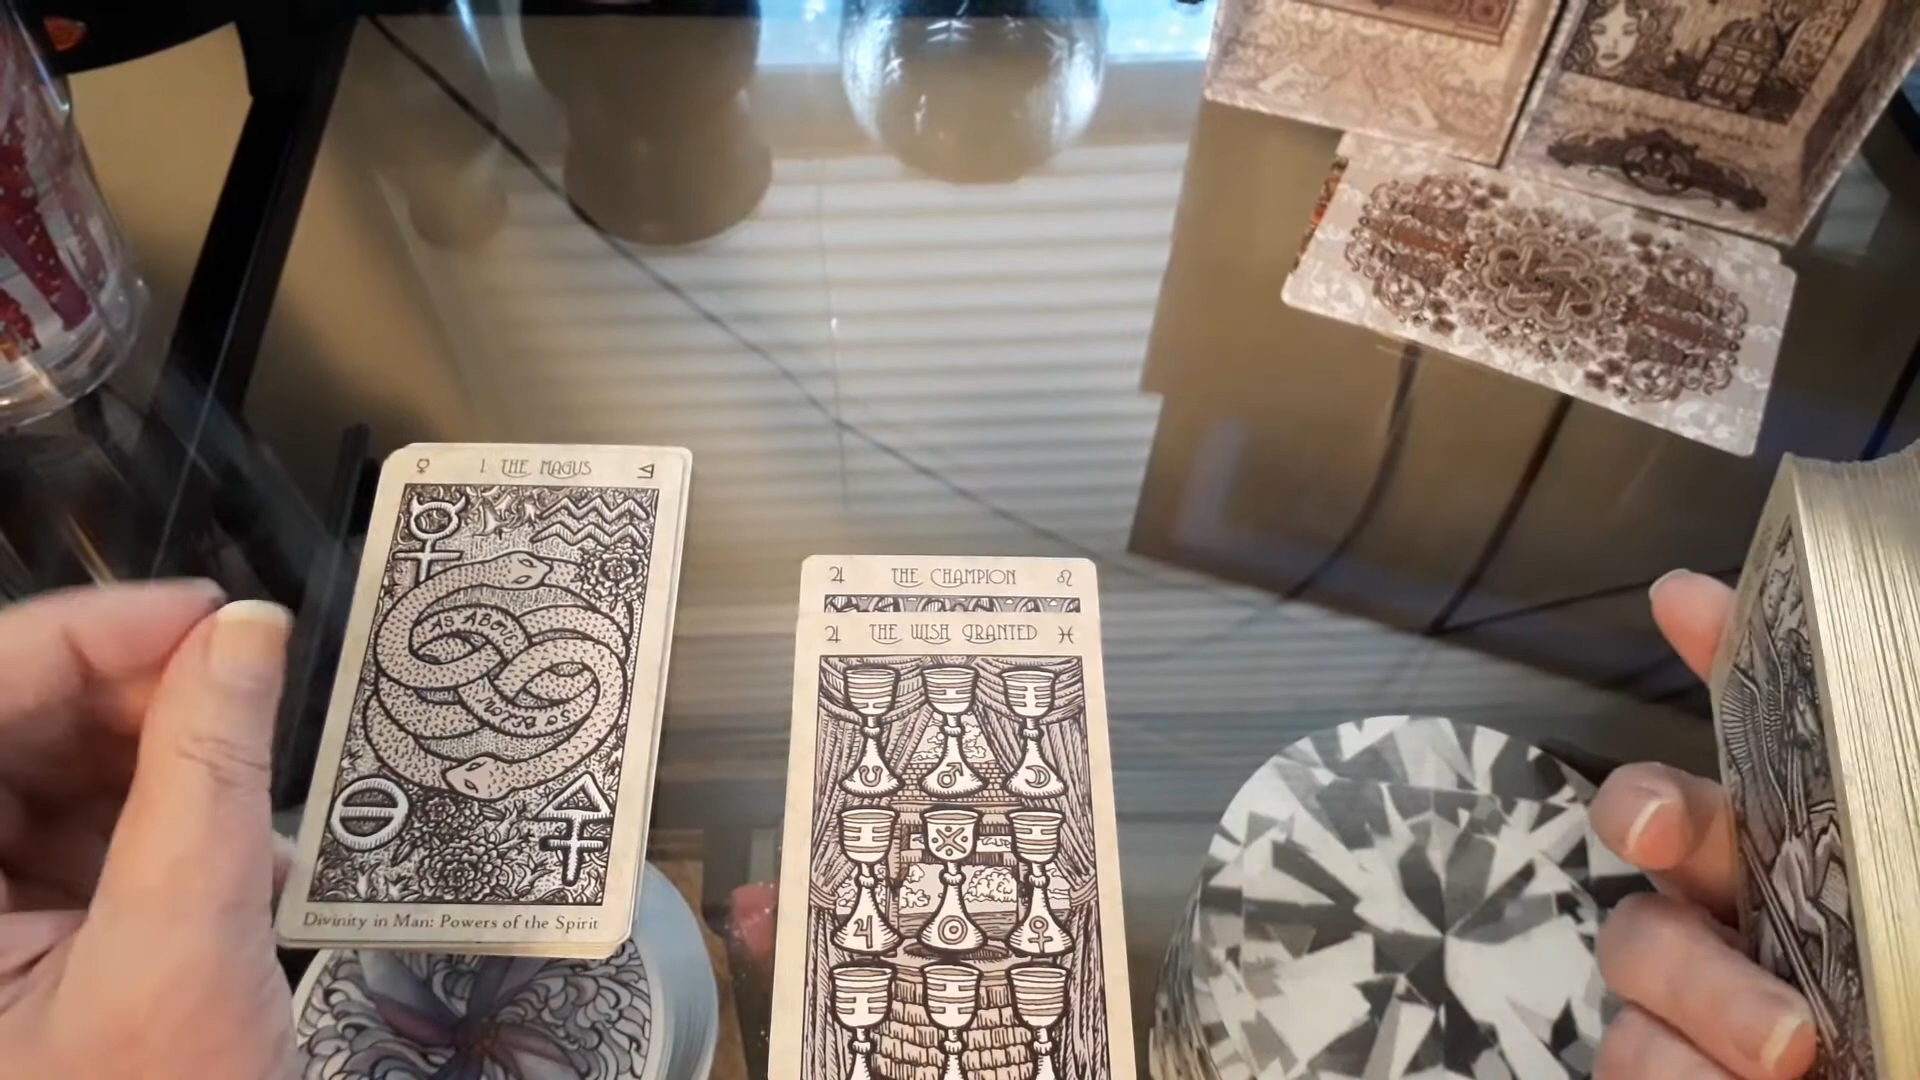 I. THE MAGUS
AS ABOVE
SO BELOW
Divinity in Man: Powers of the Spirit
THE CHAMPION
THE WISH GRANTED